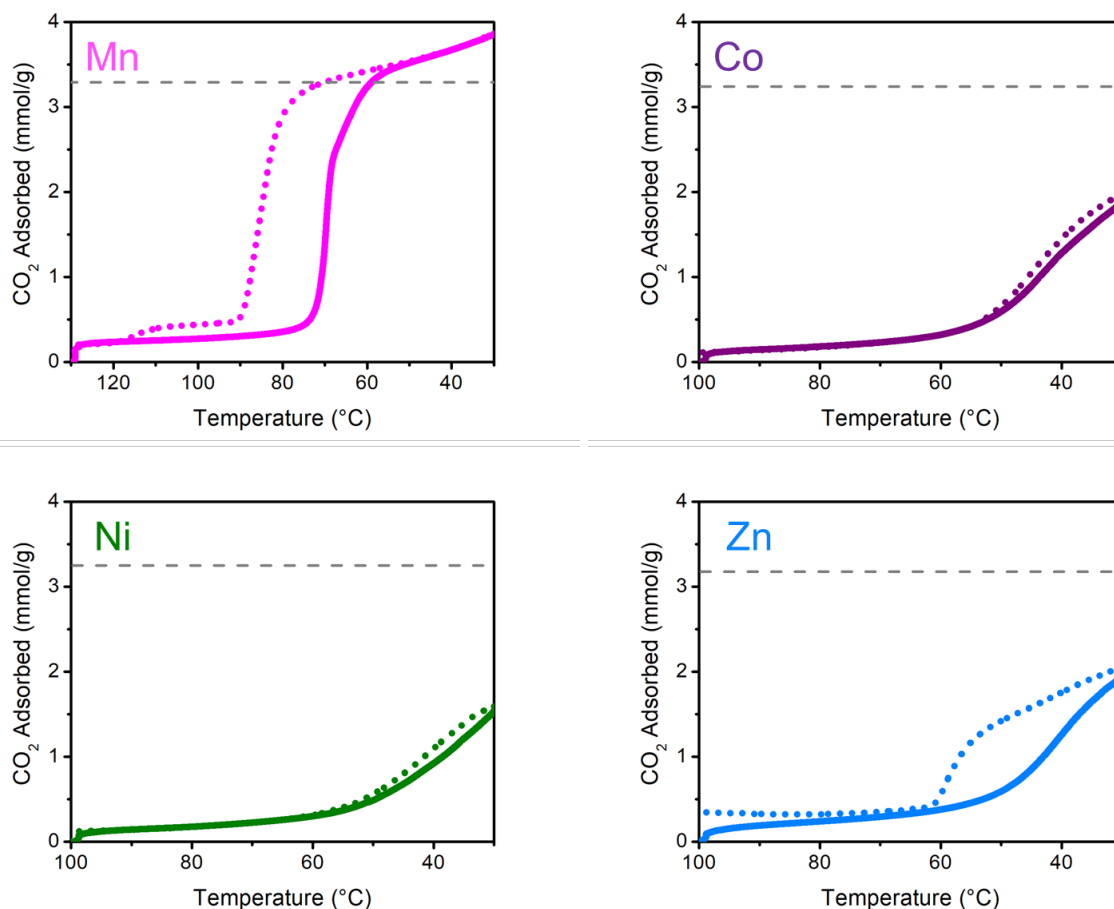 4
3
2
1
0
CO₂ Adsorbed (mmol/g)
Mn
120 100 80 60 40
Temperature (°C)
4
3
2
1
0
CO₂ Adsorbed (mmol/g)
Co
100 80 60 40
Temperature (°C)
4
3
2
1
0
CO₂ Adsorbed (mmol/g)
Ni
100 80 60 40
Temperature (°C)
4
3
2
1
0
CO₂ Adsorbed (mmol/g)
Zn
100 80 60 40
Temperature (°C)